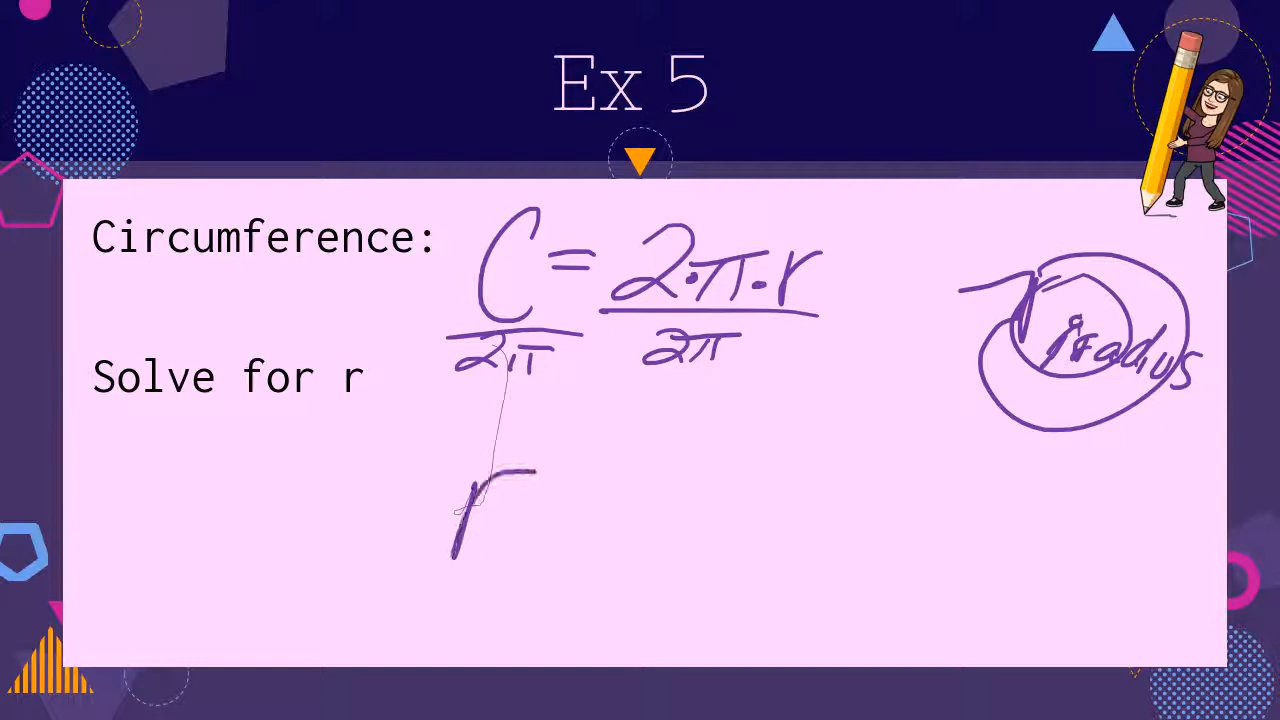 Ex 5
Circumference: C = 2·π·r
2π 2π
Solve for r
r
r radius